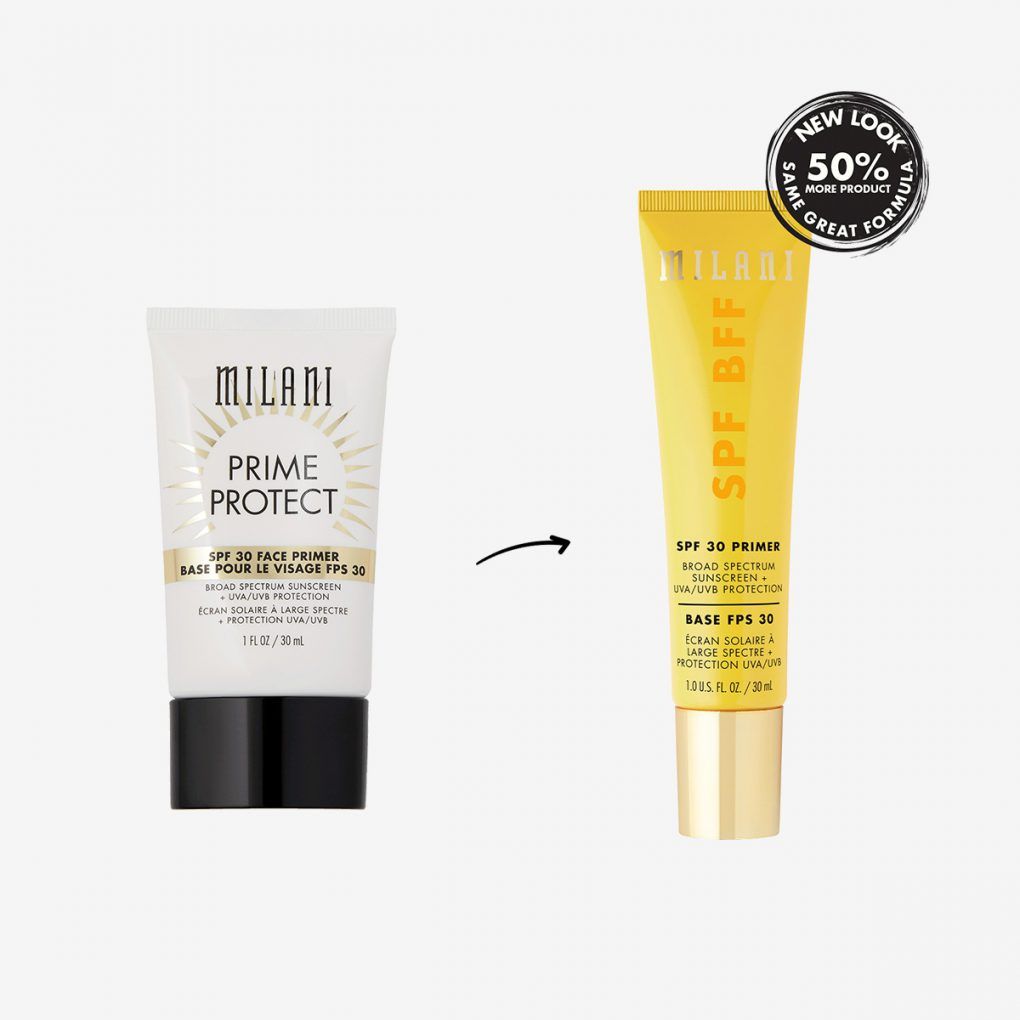 MILANI
PRIME
PROTECT
SPF 30 FACE PRIMER
BASE POUR LE VISAGE FPS 30
BROAD SPECTRUM SUNSCREEN
+ UVA/UVB PROTECTION
ÉCRAN SOLAIRE À LARGE SPECTRE
+ PROTECTION UVA/UVB
1 FL OZ / 30 mL
NEW LOOK
50%
MORE PRODUCT
SAME GREAT FORMULA
MILANI
SPF BFF
SPF 30 PRIMER
BROAD SPECTRUM
SUNSCREEN +
UVA/UVB PROTECTION
BASE FPS 30
ÉCRAN SOLAIRE À
LARGE SPECTRE +
PROTECTION UVA/UVB
1.0 U.S. FL. OZ. / 30 mL